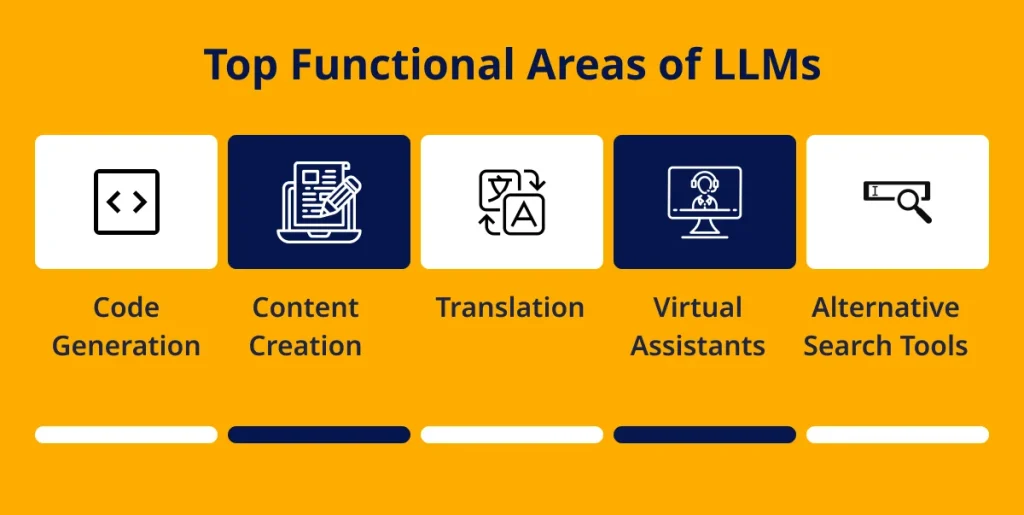 Top Functional Areas of LLMs
Code
Generation
Content
Creation
Translation
Virtual
Assistants
Alternative
Search Tools